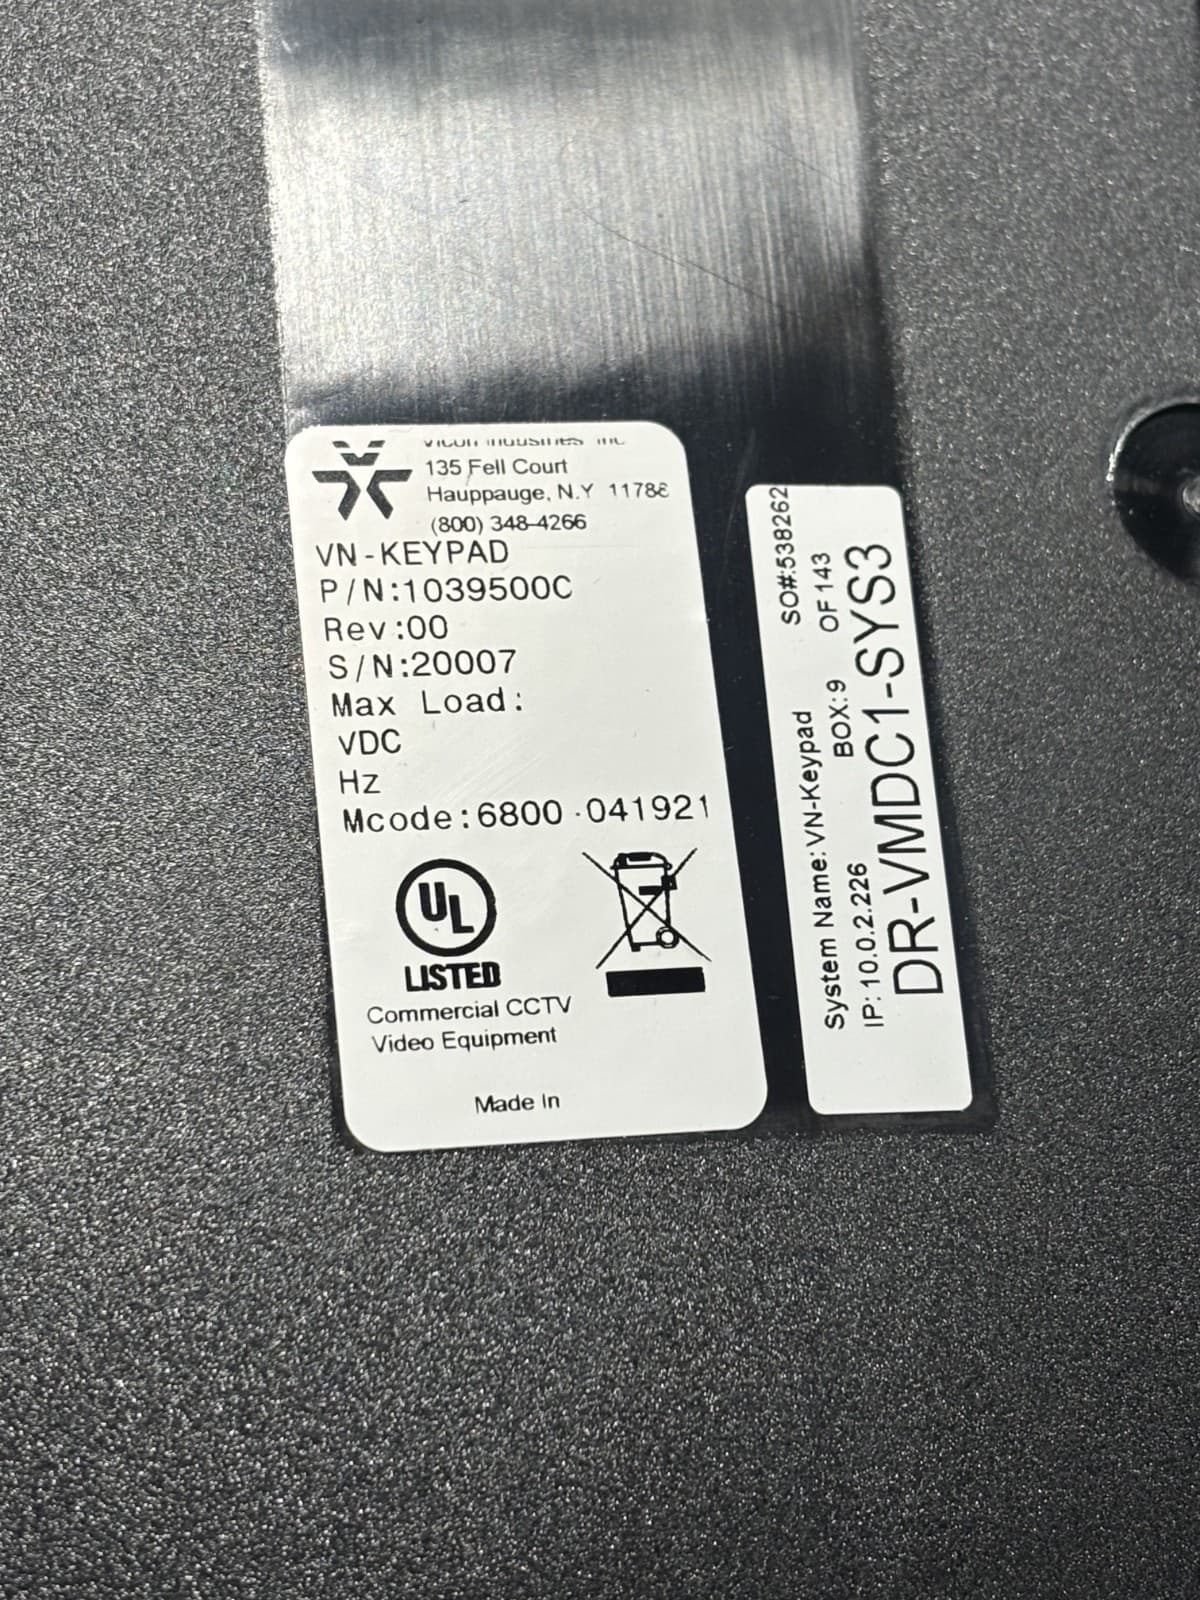 135 Fell Court
Hauppauge, N.Y
(800) 348-4266
VN-KEYPAD
P/N:1039500C
Rev:00
S/N:20007
Max Load:
VDC
Hz
Mcode:6800-041921
UL
LISTED
Commercial CCTV
Video Equipment
Made In
System Name: VN-Keypad SO#:538262
IP: 10.0.2.226 BOX: 9 OF 143
DR-VMDC1-SYS3